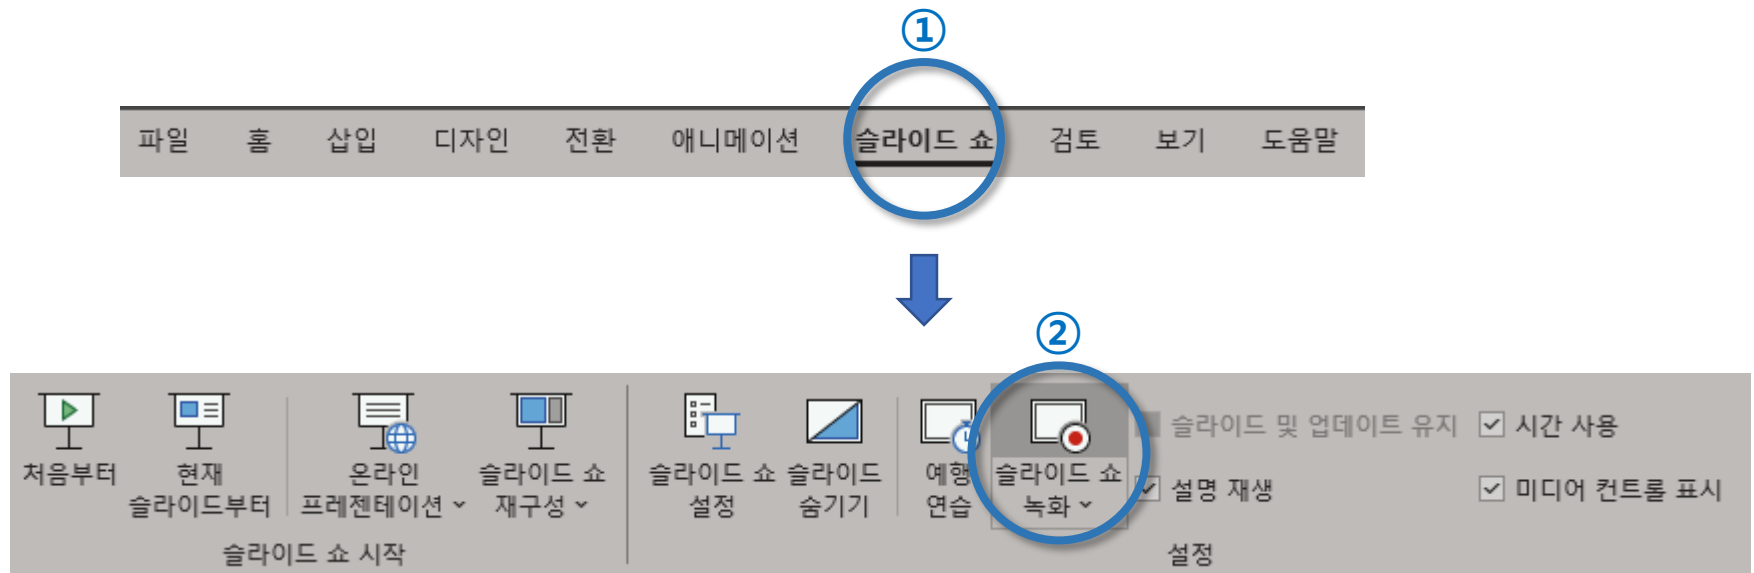 ①
파일 홈 삽입 디자인 전환 애니메이션 슬라이드 쇼 검토 보기 도움말
②
처음부터
현재
슬라이드부터
온라인
프레젠테이션
슬라이드 쇼
재구성
슬라이드 쇼 시작
슬라이드 쇼
설정
슬라이드
숨기기
예행
연습
슬라이드 쇼
녹화
슬라이드 및 업데이트 유지
설명 재생
시간 사용
미디어 컨트롤 표시
설정